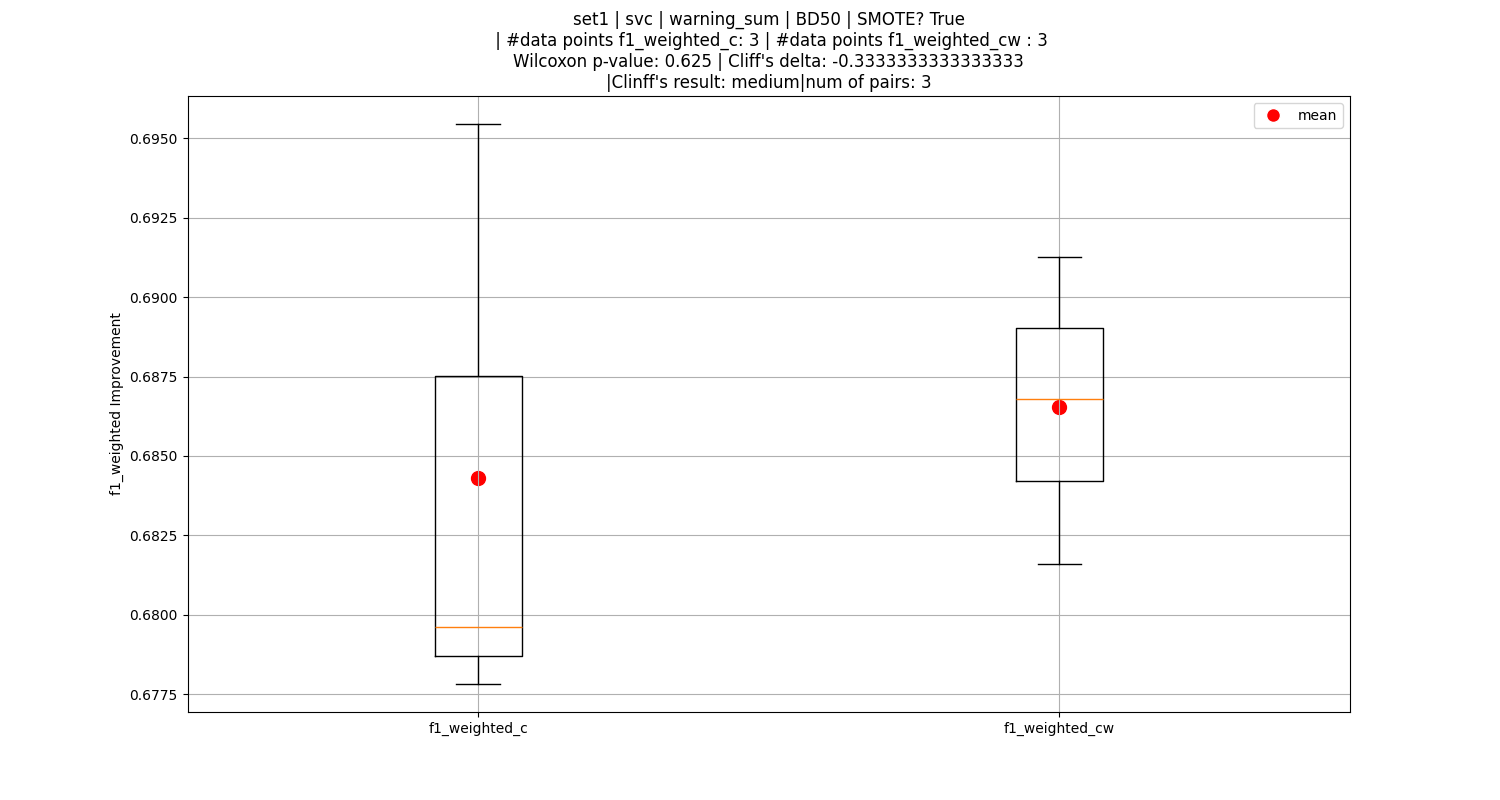 set1 | svc | warning_sum | BD50 | SMOTE? True
| #data points f1_weighted_c: 3 | #data points f1_weighted_cw : 3
Wilcoxon p-value: 0.625 | Cliff's delta: -0.3333333333333333
|Clinff's result: medium|num of pairs: 3
mean
0.6950
0.6925
0.6900
0.6875
0.6850
0.6825
0.6800
0.6775
f1_weighted Improvement
f1_weighted_c
f1_weighted_cw